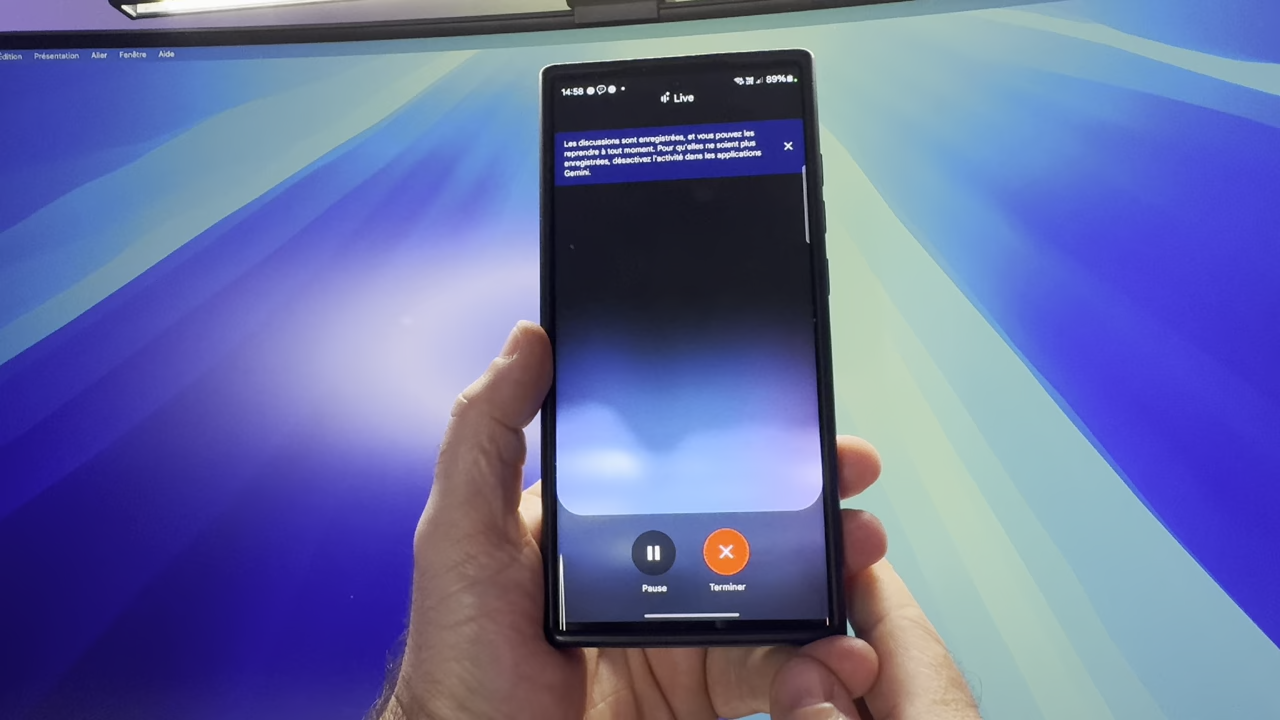 Édition Présentation Aller Fenêtre Aide
14:58 89%
Live
Les discussions sont enregistrées, et vous pouvez les
reprendre à tout moment. Pour qu'elles ne soient plus
enregistrées, désactivez l'activité dans les applications
Gemini.
Pause Terminer